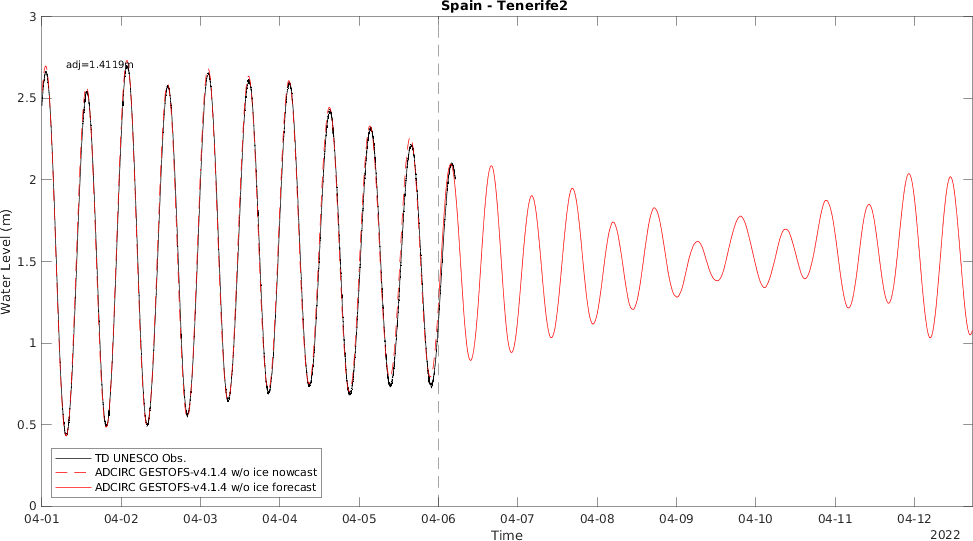 Spain - Tenerife2
3
adj=1.4119m
2.5
2
1.5
1
0.5
0
Water Level (m)
TD UNESCO Obs.
ADCIRC GESTOFS-v4.1.4 w/o ice nowcast
ADCIRC GESTOFS-v4.1.4 w/o ice forecast
04-01 04-02 04-03 04-04 04-05 04-06 04-07 04-08 04-09 04-10 04-11 04-12
Time
2022